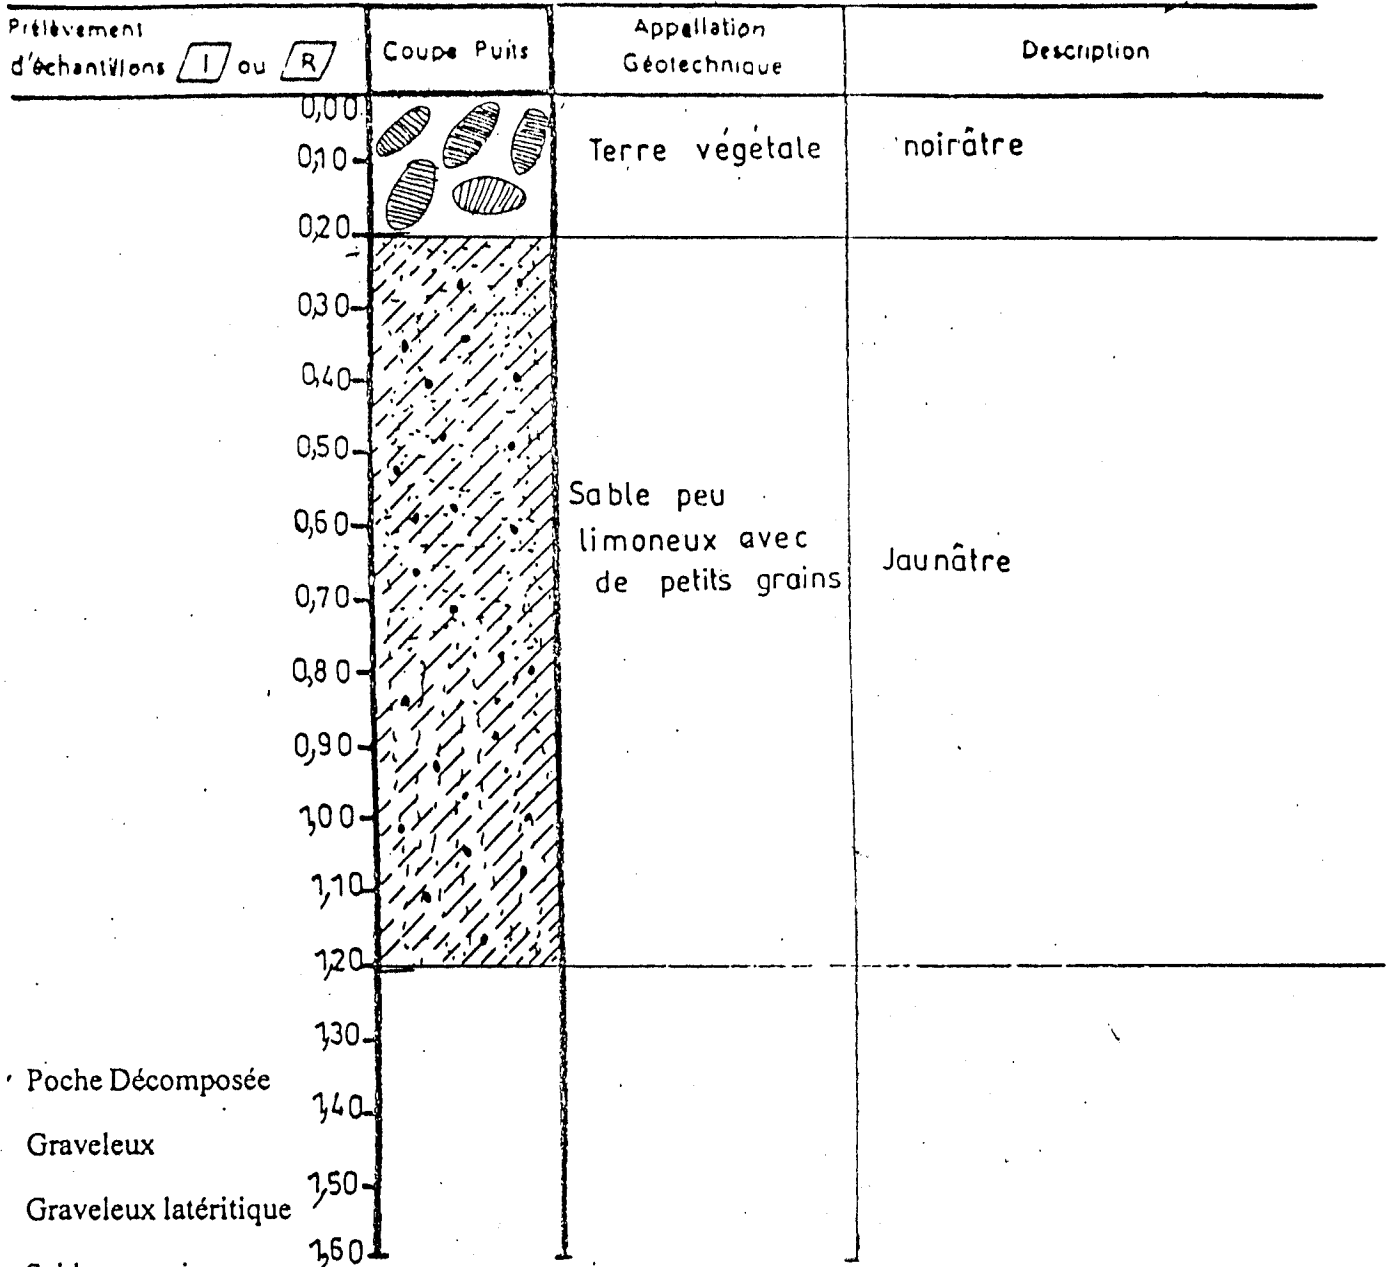 Prélèvement
d'échantillons I ou R
Coupe Puits
Appellation
Géotechnique
Description
0,00
0,10
0,20
0,30
0,40
0,50
0,60
0,70
0,80
0,90
1,00
1,10
1,20
1,30
1,40
1,50
1,60
Terre végétale
noirâtre
Sable peu
limoneux avec
de petits grains
Jaunâtre
Poche Décomposée
Graveleux
Graveleux latéritique